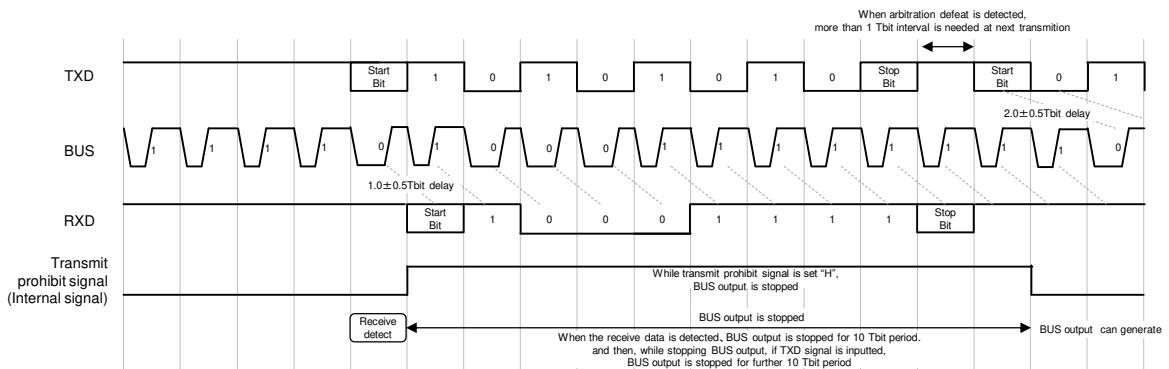 When arbitration defeat is detected,
more than 1 Tbit interval is needed at next transmition
TXD
Start
Bit
1
0
1
0
1
0
1
0
Stop
Bit
Start
Bit
0
1
2.0±0.5Tbit delay
BUS
1
1
1
1
0
1
0
0
0
1
1
1
1
1
1
1
1
0
1.0±0.5Tbit delay
RXD
Start
Bit
1
0
0
0
1
1
1
1
Stop
Bit
Transmit
prohibit signal
(Internal signal)
While transmit prohibit signal is set "H",
BUS output is stopped
Receive
detect
BUS output is stopped
BUS output can generate
When the receive data is detected, BUS output is stopped for 10 Tbit period.
and then, while stopping BUS output, if TXD signal is inputted,
BUS output is stopped for further 10 Tbit period